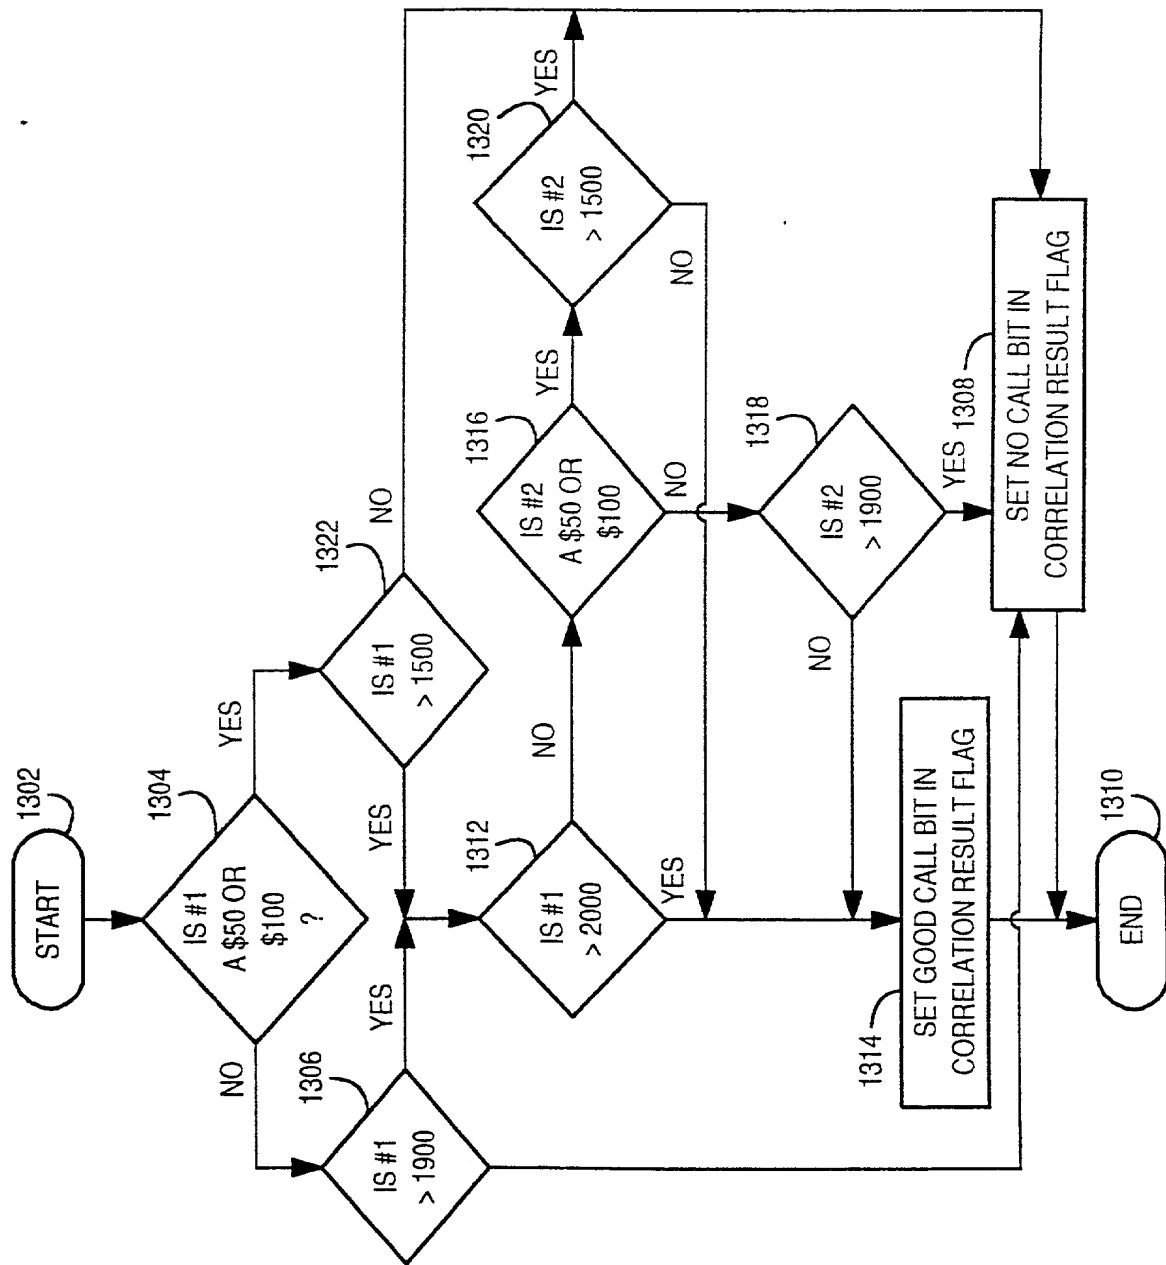 START
1302
IS #1
A $50 OR
$100
?
1304
NO
YES
IS #1
> 1900
1306
YES
IS #1
> 1500
1322
YES
NO
IS #1
> 2000
1312
NO
YES
IS #2
A $50 OR
$100
1316
YES
NO
IS #2
> 1500
1320
YES
NO
IS #2
> 1900
1318
NO
YES
SET GOOD CALL BIT IN
CORRELATION RESULT FLAG
1314
SET NO CALL BIT IN
CORRELATION RESULT FLAG
1308
END
1310